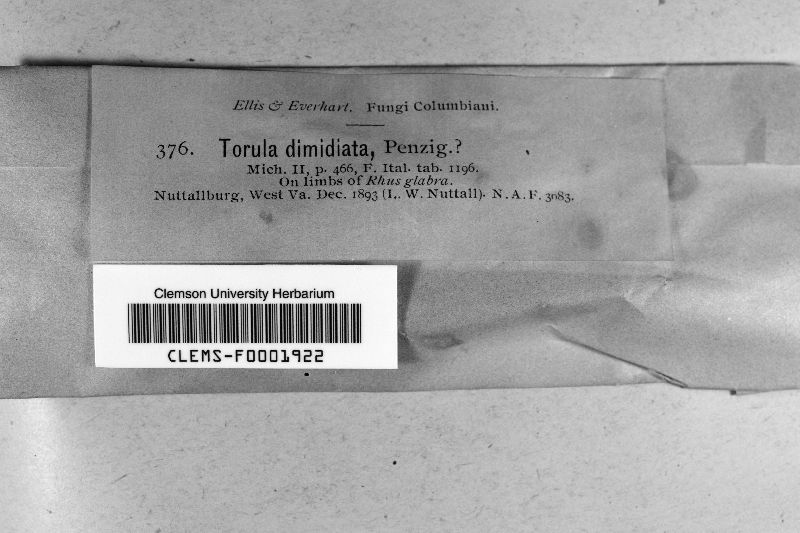 Ellis & Everhart. Fungi Columbiani.
376. Torula dimidiata, Penzig.?
Mich. II, p. 466, F. Ital. tab. 1196.
On limbs of Rhus glabra.
Nuttallburg, West Va. Dec. 1893 (L. W. Nuttall). N. A. F. 3083.
Clemson University Herbarium
CLEMS-F0001922